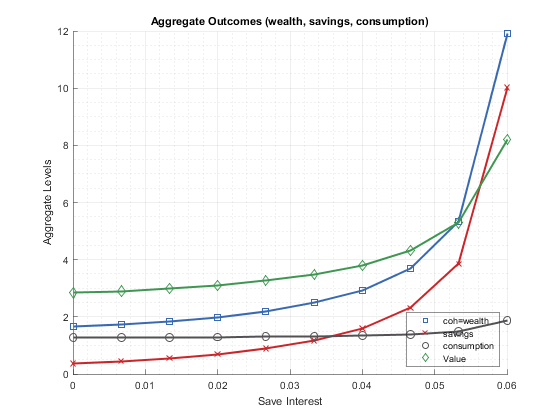 Aggregate Outcomes (wealth, savings, consumption)
12
10
8
6
4
2
0
Aggregate Levels
0 0.01 0.02 0.03 0.04 0.05 0.06
Save Interest
coh=wealth
savings
consumption
Value